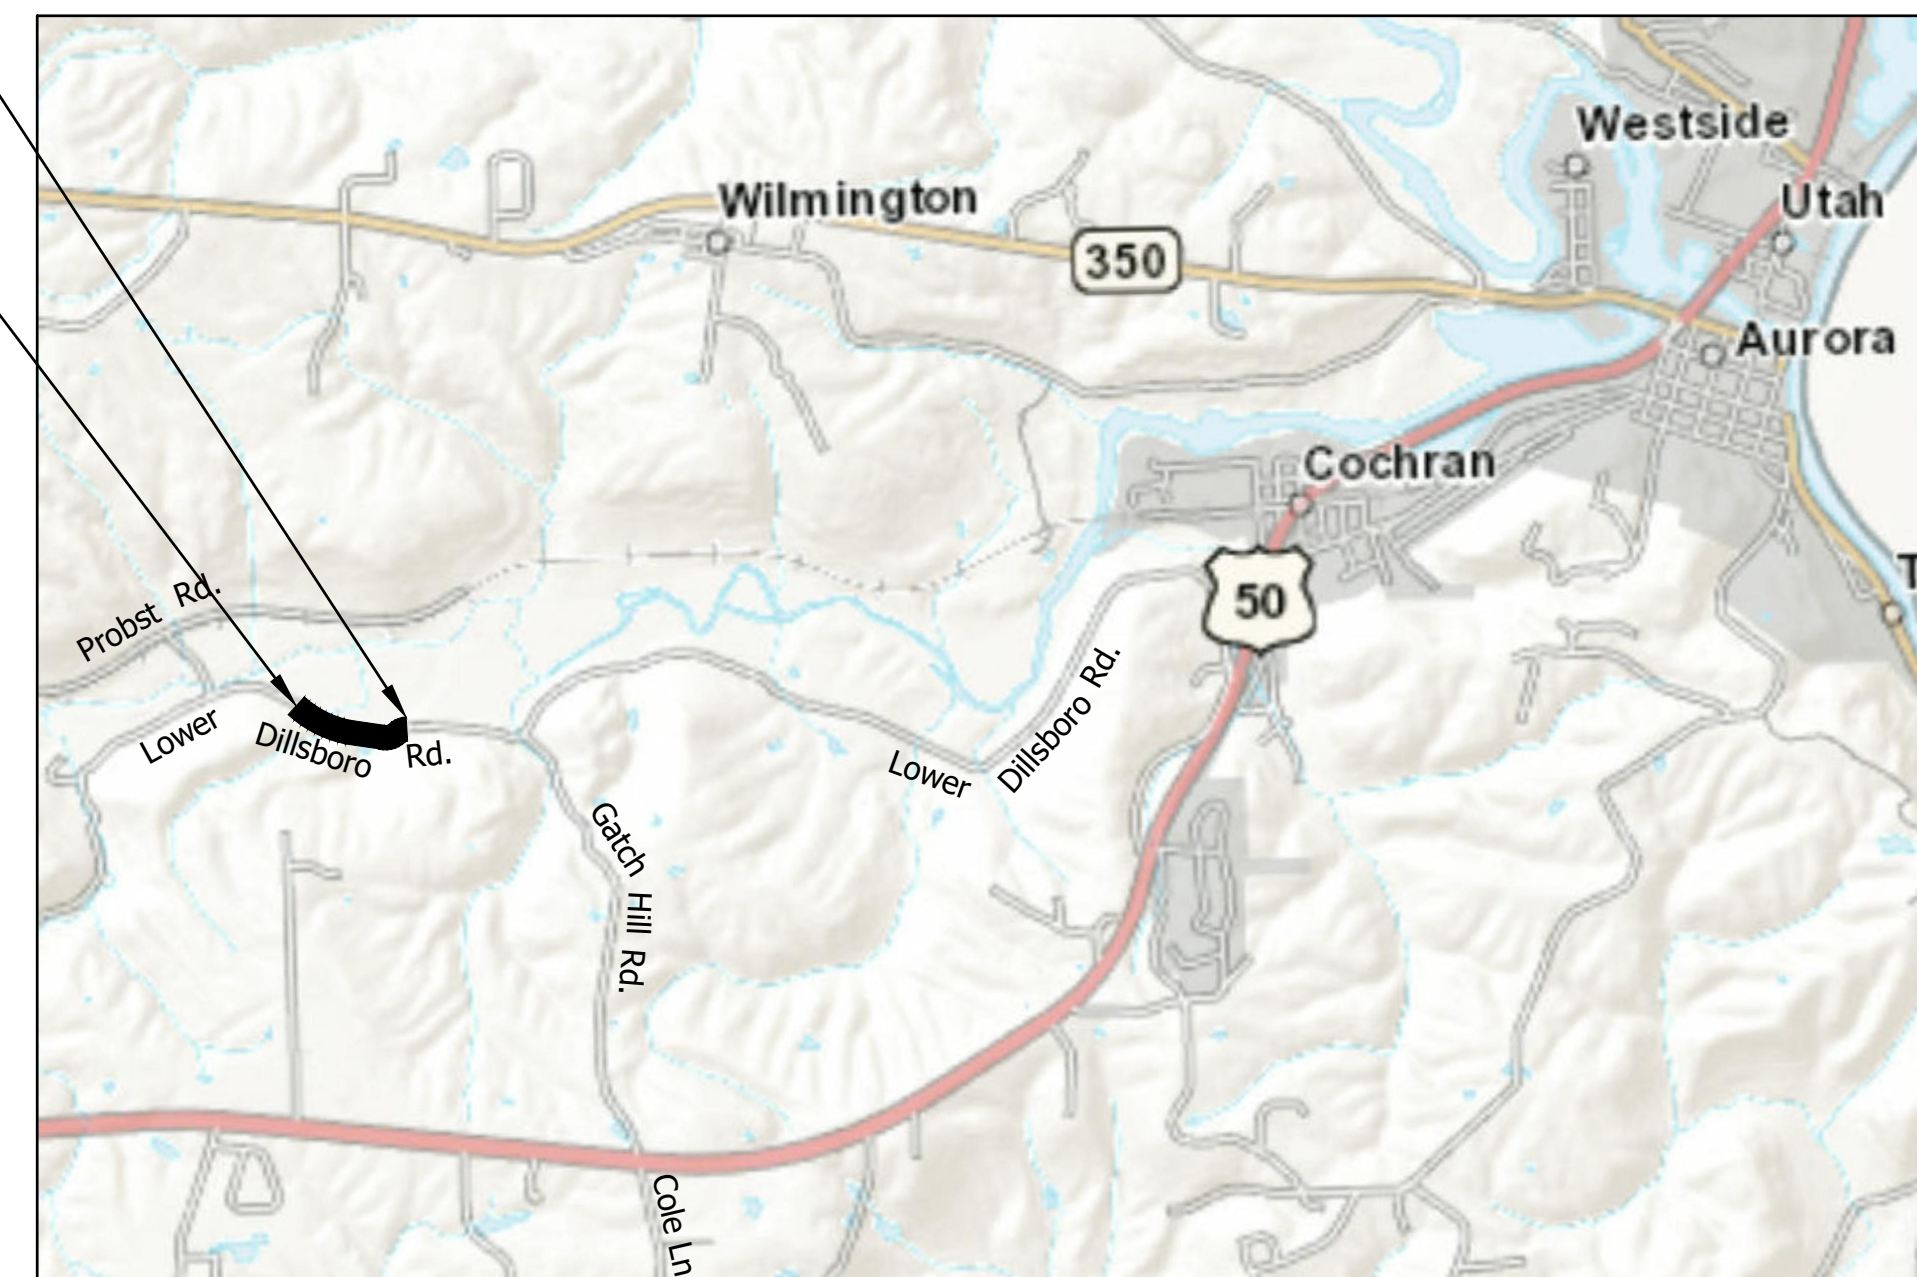 Westside
Wilmington
Utah
350
Aurora
Cochran
T
50
Probst Rd.
Lower Dillsboro Rd.
Lower Dillsboro Rd.
Gatch Hill Rd.
Cole Ln